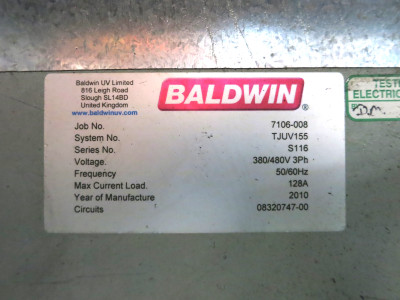 Baldwin UV Limited
816 Leigh Road
Slough SL14BD
United Kingdom
www.baldwinuv.com
BALDWIN®
Job No. 7106-008
System No. TJUV155
Series No. S116
Voltage. 380/480V 3Ph
Frequency 50/60Hz
Max Current Load. 128A
Year of Manufacture 2010
Circuits 08320747-00
TESTE
ELECTRIC